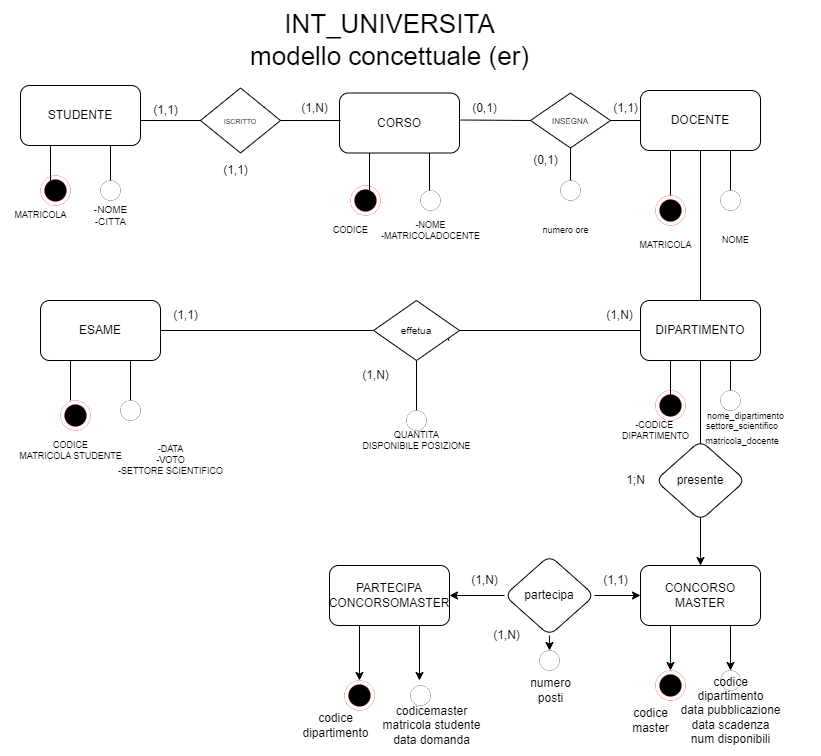 INT_UNIVERSITA
modello concettuale (er)
STUDENTE
(1,1)
ISCRITTO
(1,1)
(1,N)
CORSO
(0,1)
INSEGNA
(0,1)
(1,1)
DOCENTE
MATRICOLA
-NOME
-CITTA
CODICE
-NOME
-MATRICOLADOCENTE
numero ore
MATRICOLA
NOME
ESAME
(1,1)
effetua
(1,N)
(1,N)
DIPARTIMENTO
CODICE
MATRICOLA STUDENTE
-DATA
-VOTO
-SETTORE SCIENTIFICO
QUANTITA
DISPONIBILE POSIZIONE
-CODICE
DIPARTIMENTO
nome_dipartimento
settore_scientifico
matricola_docente
1;N
presente
PARTECIPA
CONCORSOMASTER
(1,N)
partecipa
(1,N)
(1,1)
CONCORSO
MASTER
codice
dipartimento
codicemaster
matricola studente
data domanda
numero
posti
codice
master
codice
dipartimento
data pubblicazione
data scadenza
num disponibili